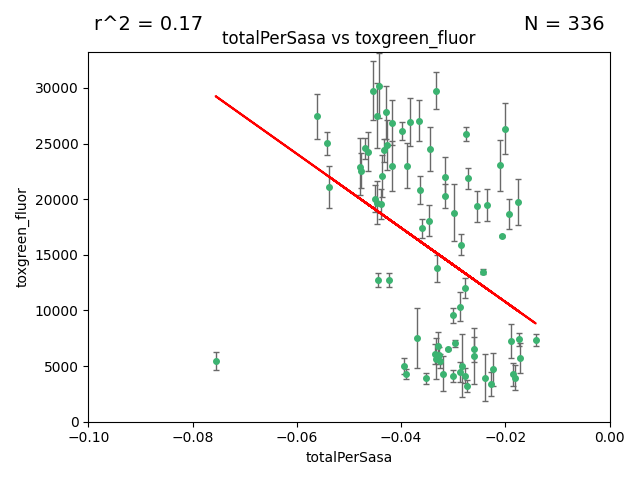 r^2 = 0.17
N = 336
totalPerSasa vs toxgreen_fluor
30000
25000
20000
15000
10000
5000
0
toxgreen_fluor
−0.10
−0.08
−0.06
−0.04
−0.02
0.00
totalPerSasa